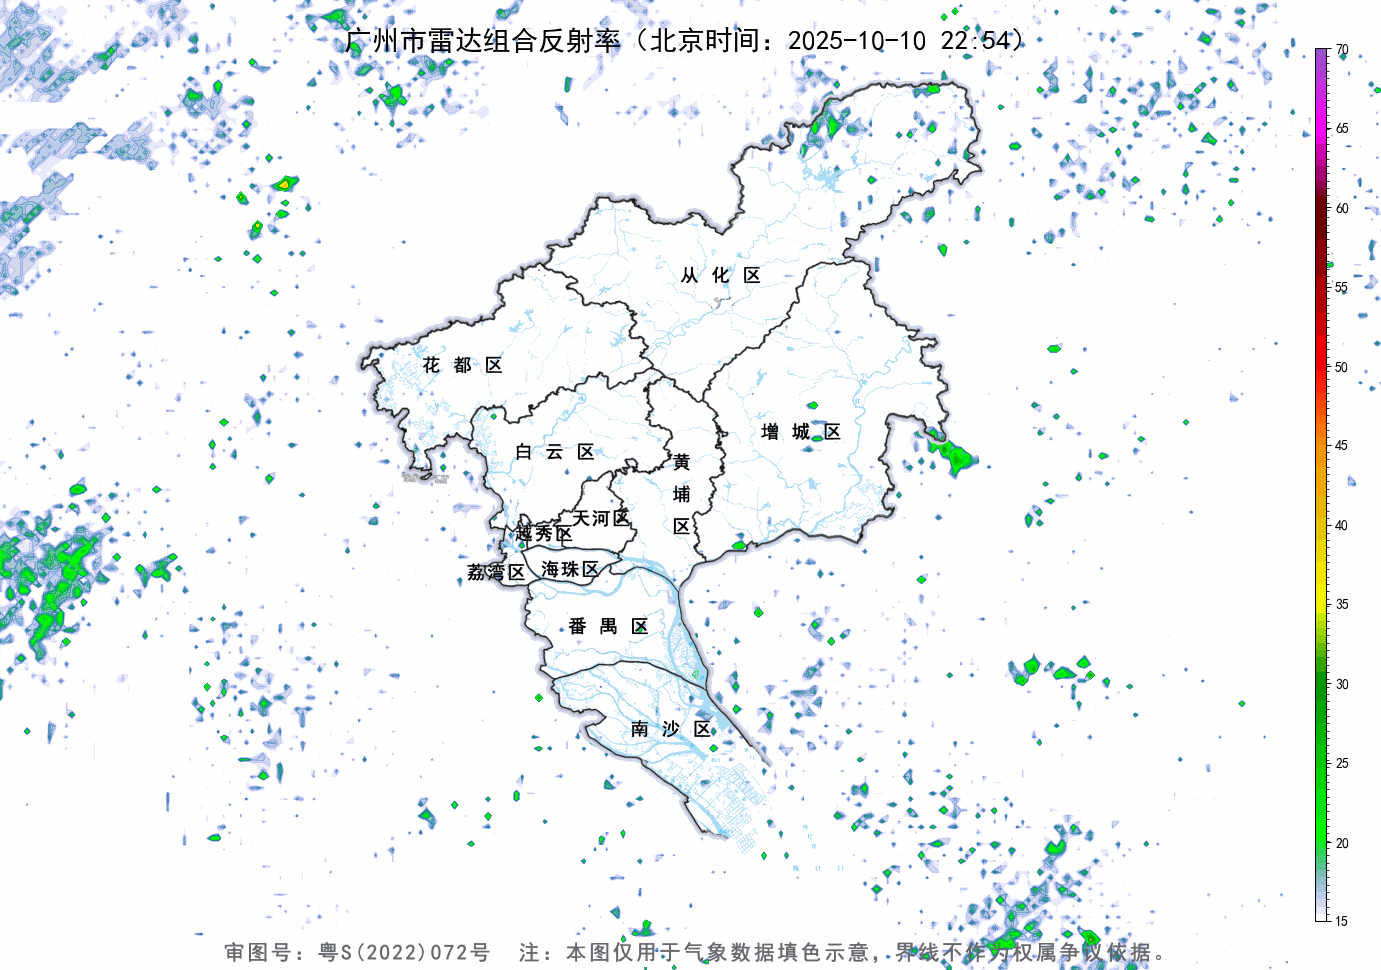 广州市雷达组合反射率（北京时间：2025-10-10 22:54）
70
65
60
55
50
45
40
35
30
25
20
15
从化区
花都区
增城区
白云区
黄埔区
天河区
越秀区
海珠区
荔湾区
番禺区
南沙区
审图号：粤S(2022)072号 注：本图仅用于气象数据填色示意，界线不作为权属争议依据。